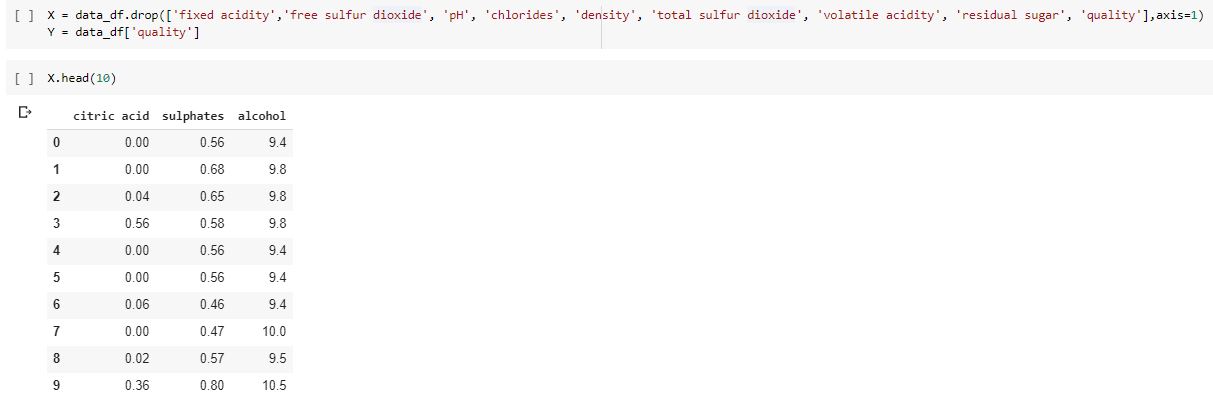 [ ] X = data_df.drop(['fixed acidity','free sulfur dioxide', 'pH', 'chlorides', 'density', 'total sulfur dioxide', 'volatile acidity', 'residual sugar', 'quality'],axis=1)
Y = data_df['quality']
[ ] X.head(10)
citric acid sulphates alcohol
0 0.00 0.56 9.4
1 0.00 0.68 9.8
2 0.04 0.65 9.8
3 0.56 0.58 9.8
4 0.00 0.56 9.4
5 0.00 0.56 9.4
6 0.06 0.46 9.4
7 0.00 0.47 10.0
8 0.02 0.57 9.5
9 0.36 0.80 10.5